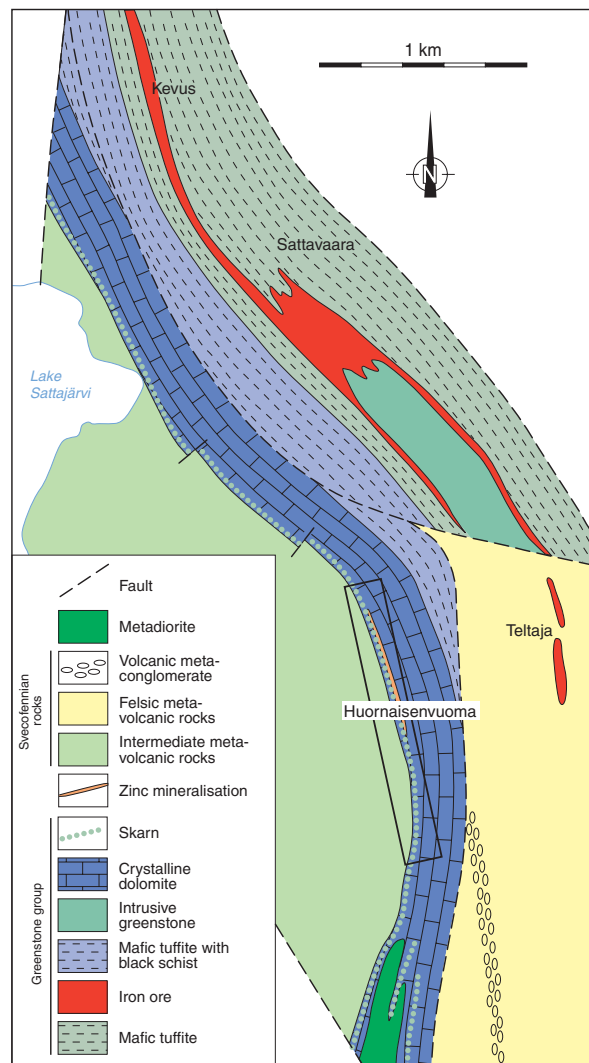 1 km
Kevus
N
Sattavaara
Lake
Sattajärvi
Teltaja
Huornaisenvuoma
Fault
Metadiorite
Svecofennian
rocks
Volcanic meta-
conglomerate
Felsic meta-
volcanic rocks
Intermediate meta-
volcanic rocks
Zinc mineralisation
Greenstone group
Skarn
Crystalline
dolomite
Intrusive
greenstone
Mafic tuffite with
black schist
Iron ore
Mafic tuffite